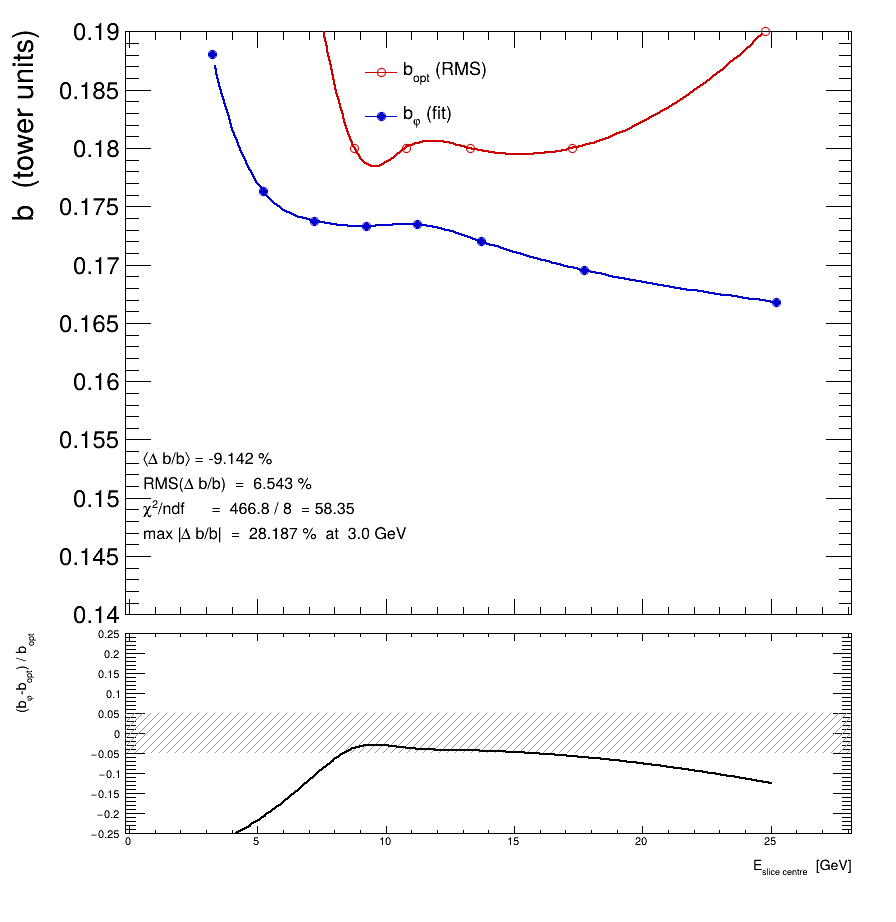 b (tower units)
0.19
0.185
0.18
0.175
0.17
0.165
0.16
0.155
0.15
0.145
0.14
b_opt (RMS)
b_φ (fit)
⟨Δ b/b⟩ = -9.142 %
RMS(Δ b/b) = 6.543 %
χ²/ndf = 466.8 / 8 = 58.35
max |Δ b/b| = 28.187 % at 3.0 GeV
(b_φ-b_opt) / b_opt
0.25
0.2
0.15
0.1
0.05
0
−0.05
−0.1
−0.15
−0.2
−0.25
0 5 10 15 20 25
E_slice centre [GeV]